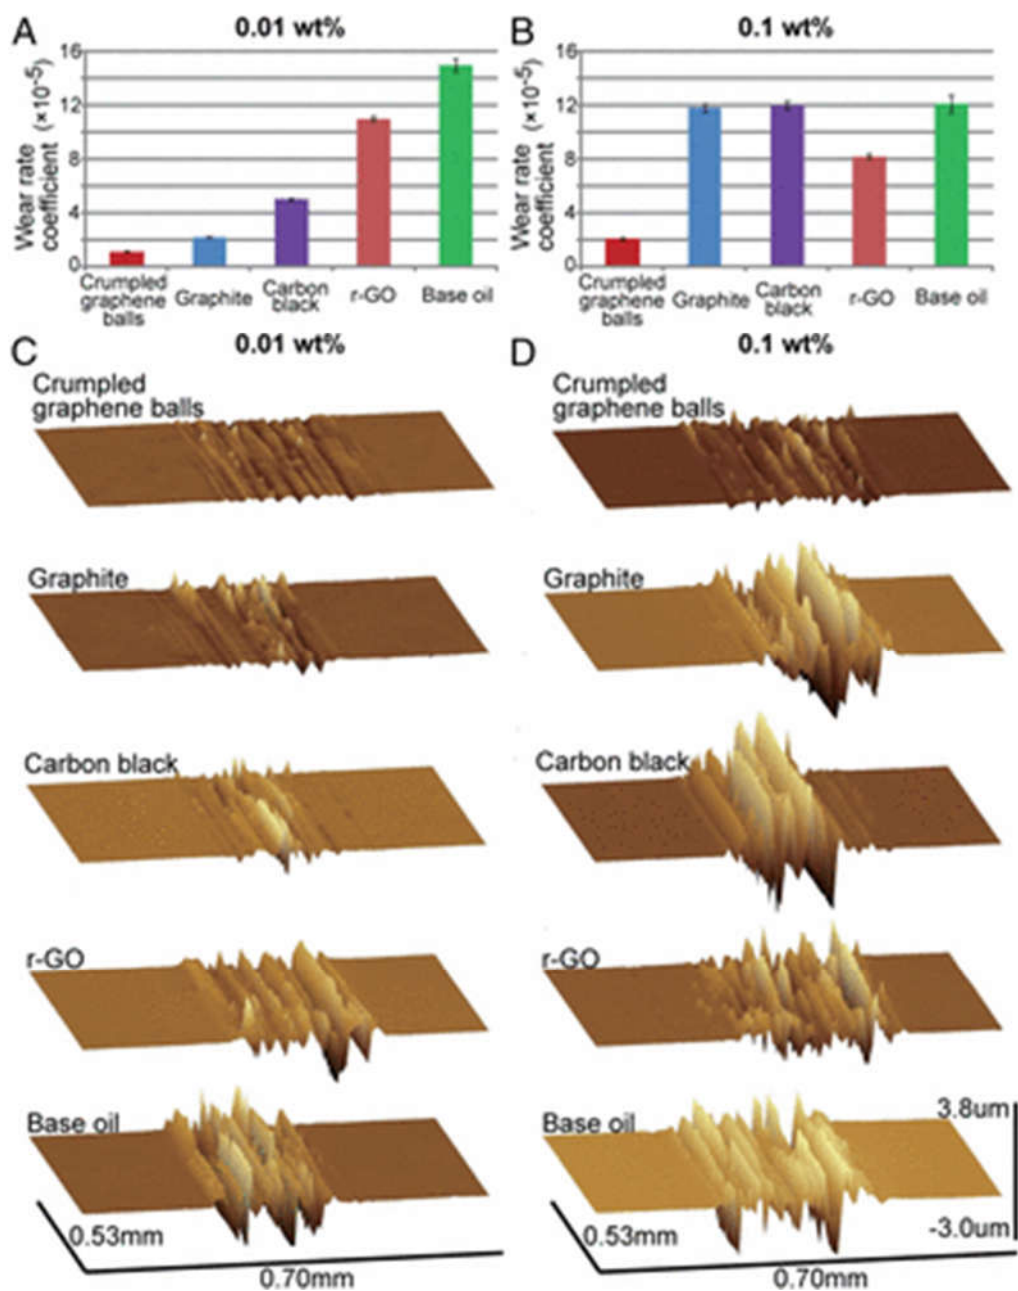 A
0.01 wt%
Wear rate
coefficient (×10⁻⁵)
16
12
8
4
0
Crumpled
graphene
balls
Graphite
Carbon
black
r-GO
Base oil
B
0.1 wt%
Wear rate
coefficient (×10⁻⁵)
16
12
8
4
0
Crumpled
graphene
balls
Graphite
Carbon
black
r-GO
Base oil
C
0.01 wt%
Crumpled
graphene balls
Graphite
Carbon black
r-GO
Base oil
0.53mm
0.70mm
D
0.1 wt%
Crumpled
graphene balls
Graphite
Carbon black
r-GO
Base oil
3.8um
-3.0um
0.53mm
0.70mm